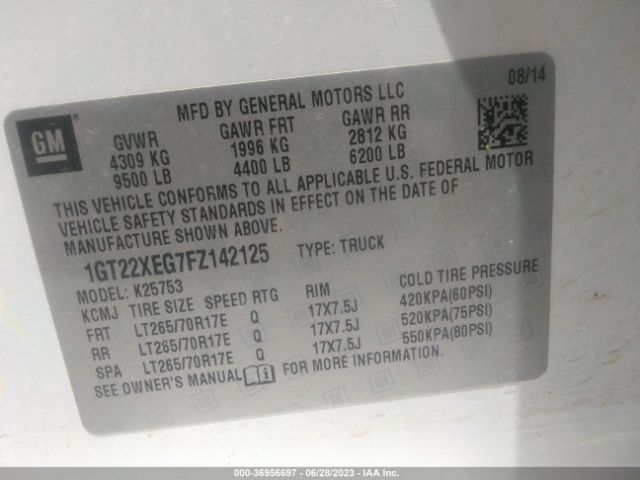 08/14
MFD BY GENERAL MOTORS LLC
GM
GVWR GAWR FRT GAWR RR
4309 KG 1996 KG 2812 KG
9500 LB 4400 LB 6200 LB
THIS VEHICLE CONFORMS TO ALL APPLICABLE U.S. FEDERAL MOTOR
VEHICLE SAFETY STANDARDS IN EFFECT ON THE DATE OF
MANUFACTURE SHOWN ABOVE.
1GT22XEG7FZ142125 TYPE: TRUCK
MODEL: K25753
KCMJ TIRE SIZE SPEED RTG RIM COLD TIRE PRESSURE
FRT LT265/70R17E Q 17X7.5J 420KPA(60PSI)
RR LT265/70R17E Q 17X7.5J 520KPA(75PSI)
SPA LT265/70R17E Q 17X7.5J 550KPA(80PSI)
SEE OWNER'S MANUAL FOR MORE INFORMATION.
000-36956697 - 06/28/2023 - IAA Inc.